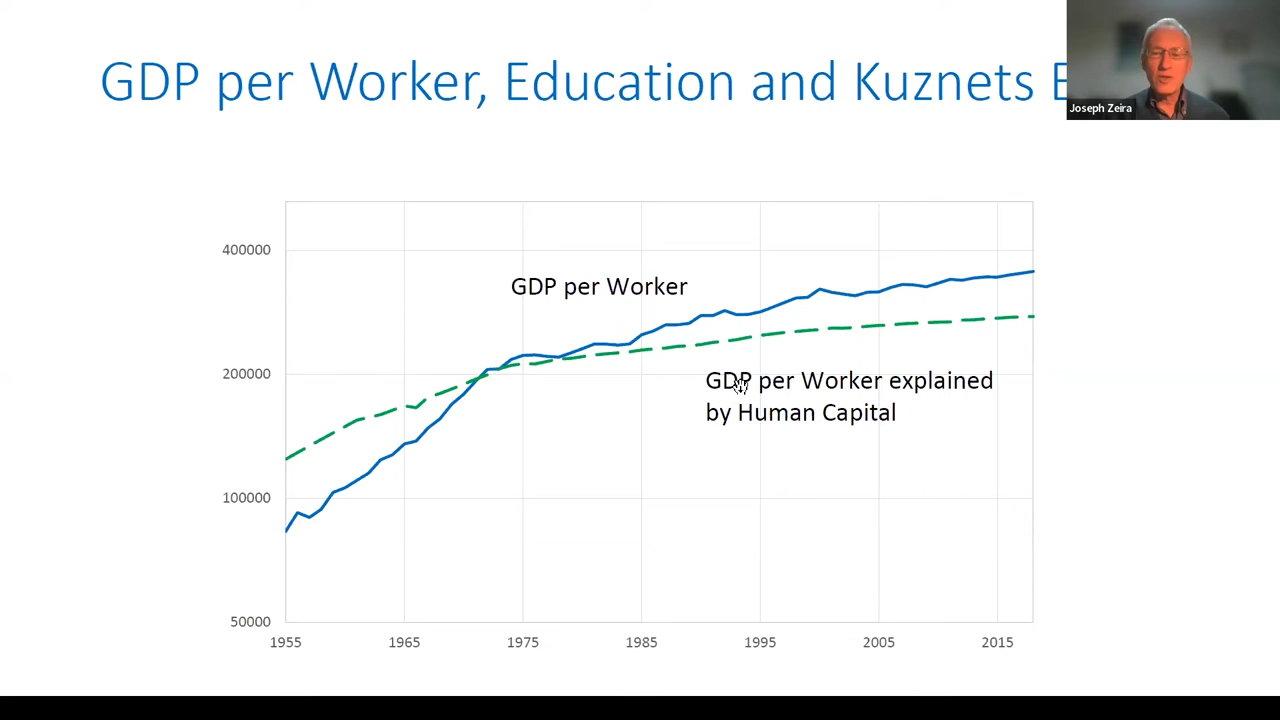 GDP per Worker, Education and Kuznets
Joseph Zeira
400000
GDP per Worker
200000
GDP per Worker explained
by Human Capital
100000
50000
1955 1965 1975 1985 1995 2005 2015